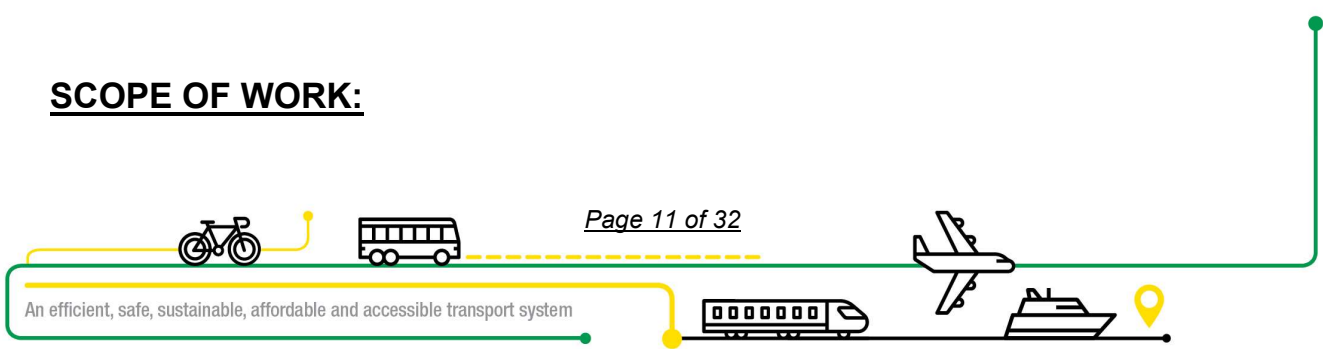 SCOPE OF WORK:
Page 11 of 32
An efficient, safe, sustainable, affordable and accessible transport system